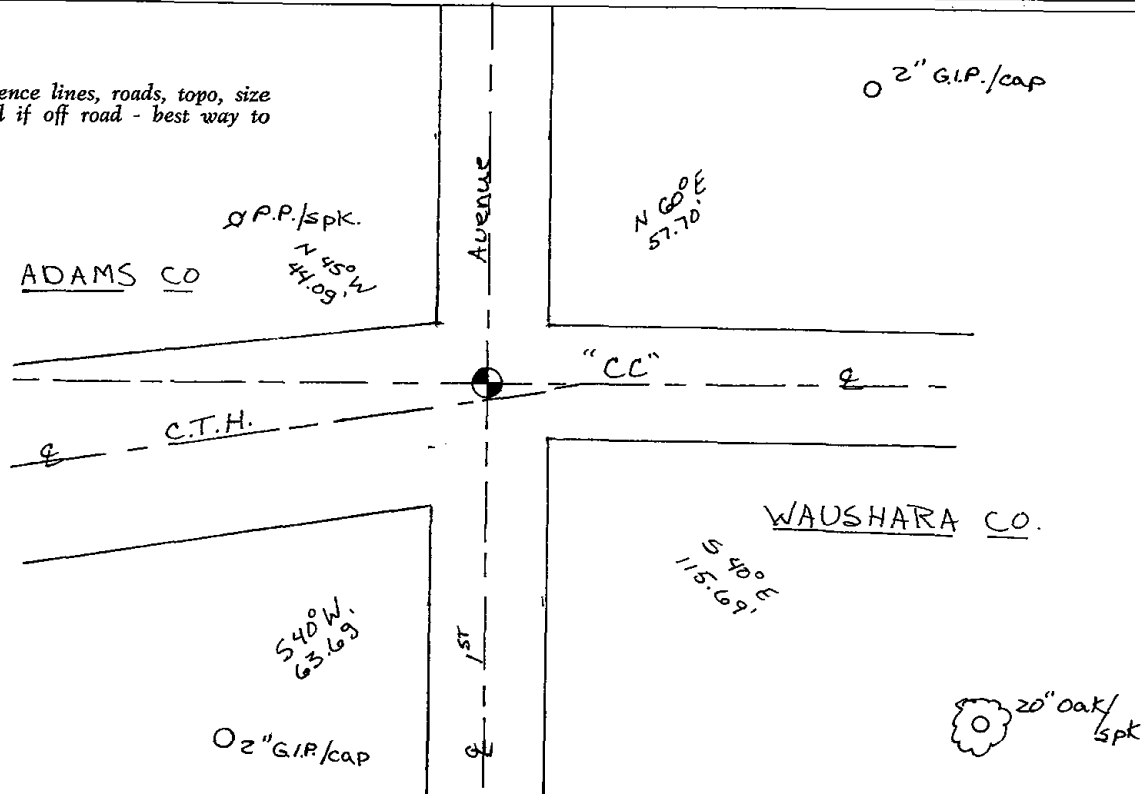 ence lines, roads, topo, size
l if off road - best way to
2" G.I.P./cap
Avenue
N 60° E
57.70'
P.P./spk.
N 45° W
44.09'
ADAMS CO
"CC"
℄
C.T.H.
℄
WAUSHARA CO.
S 40° E
115.69'
S 40° W.
63.69
1ST
20" Oak/
spk
2" G.I.P./cap
℄